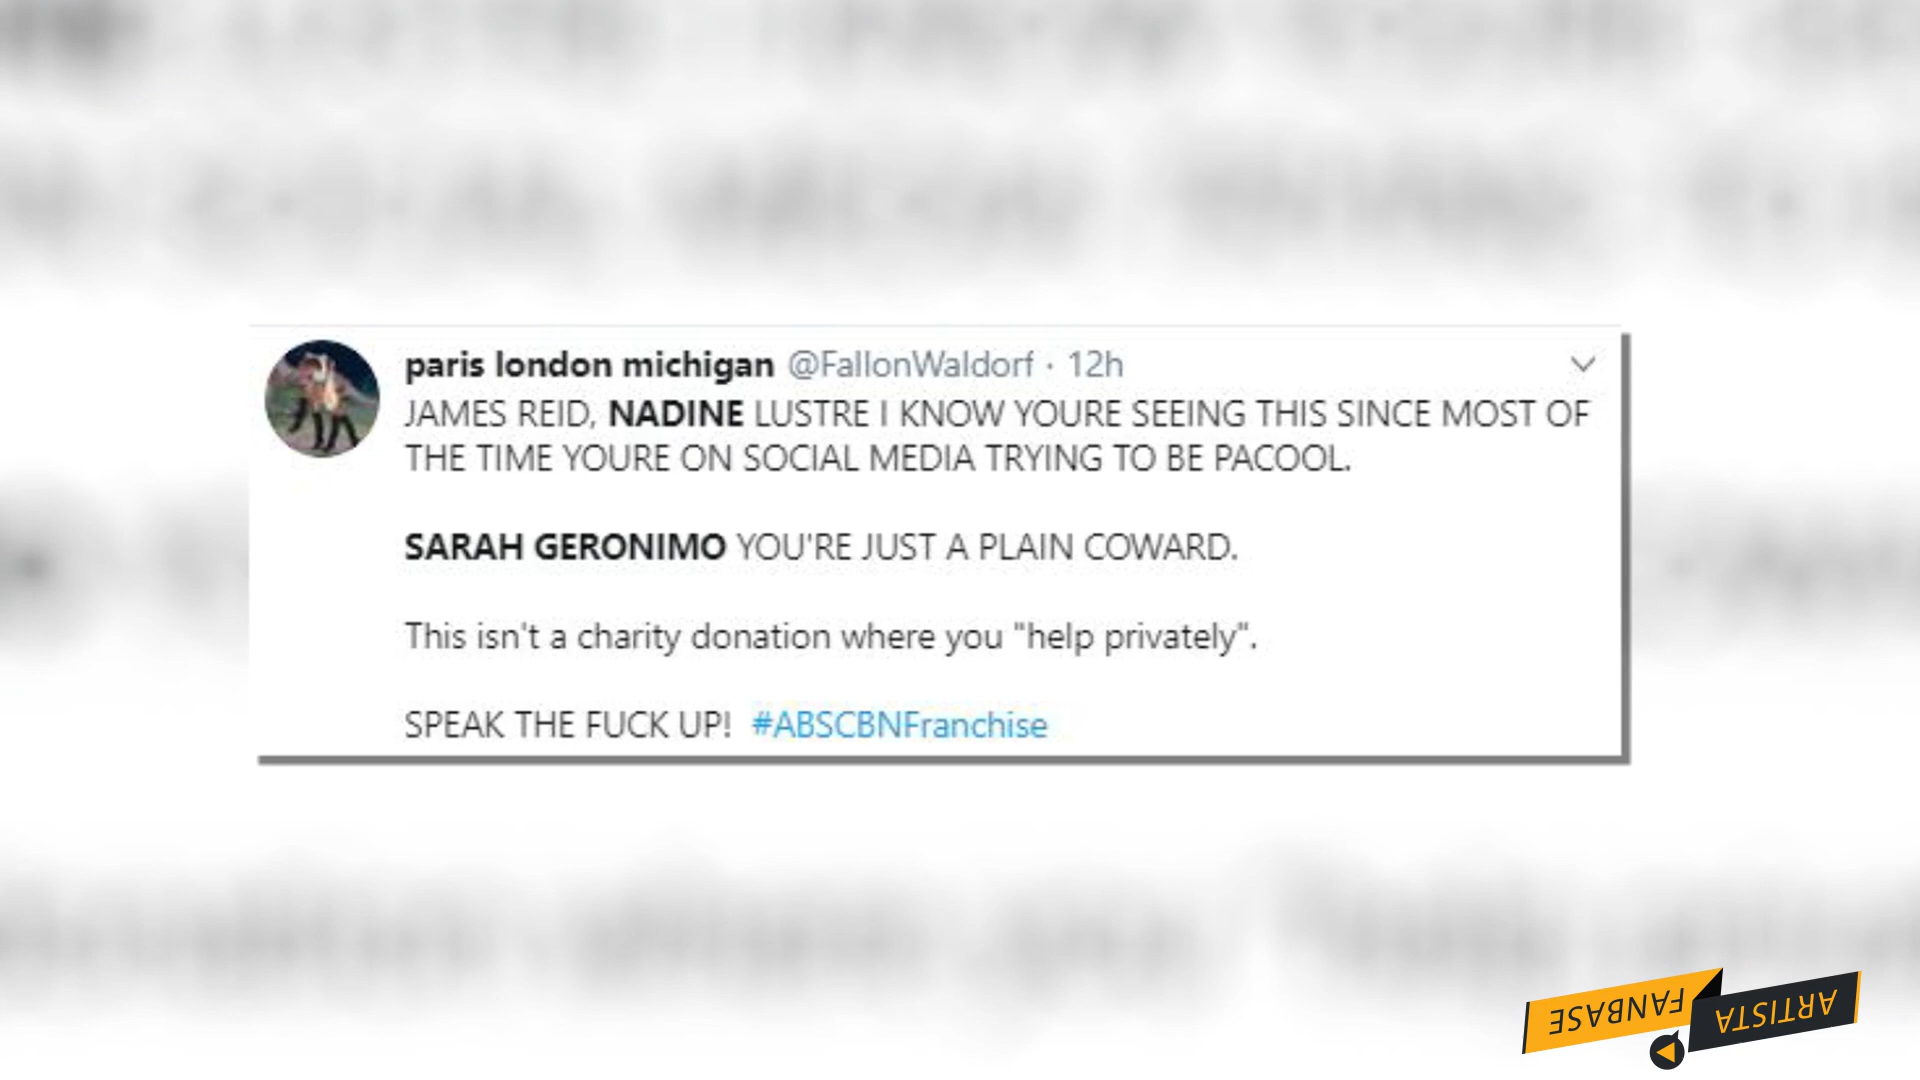 paris london michigan @FallonWaldorf · 12h
JAMES REID, NADINE LUSTRE I KNOW YOURE SEEING THIS SINCE MOST OF
THE TIME YOURE ON SOCIAL MEDIA TRYING TO BE PACOOL.
SARAH GERONIMO YOU'RE JUST A PLAIN COWARD.
This isn't a charity donation where you "help privately".
SPEAK THE FUCK UP! #ABSCBNFranchise
ARTISTA
FANBASE